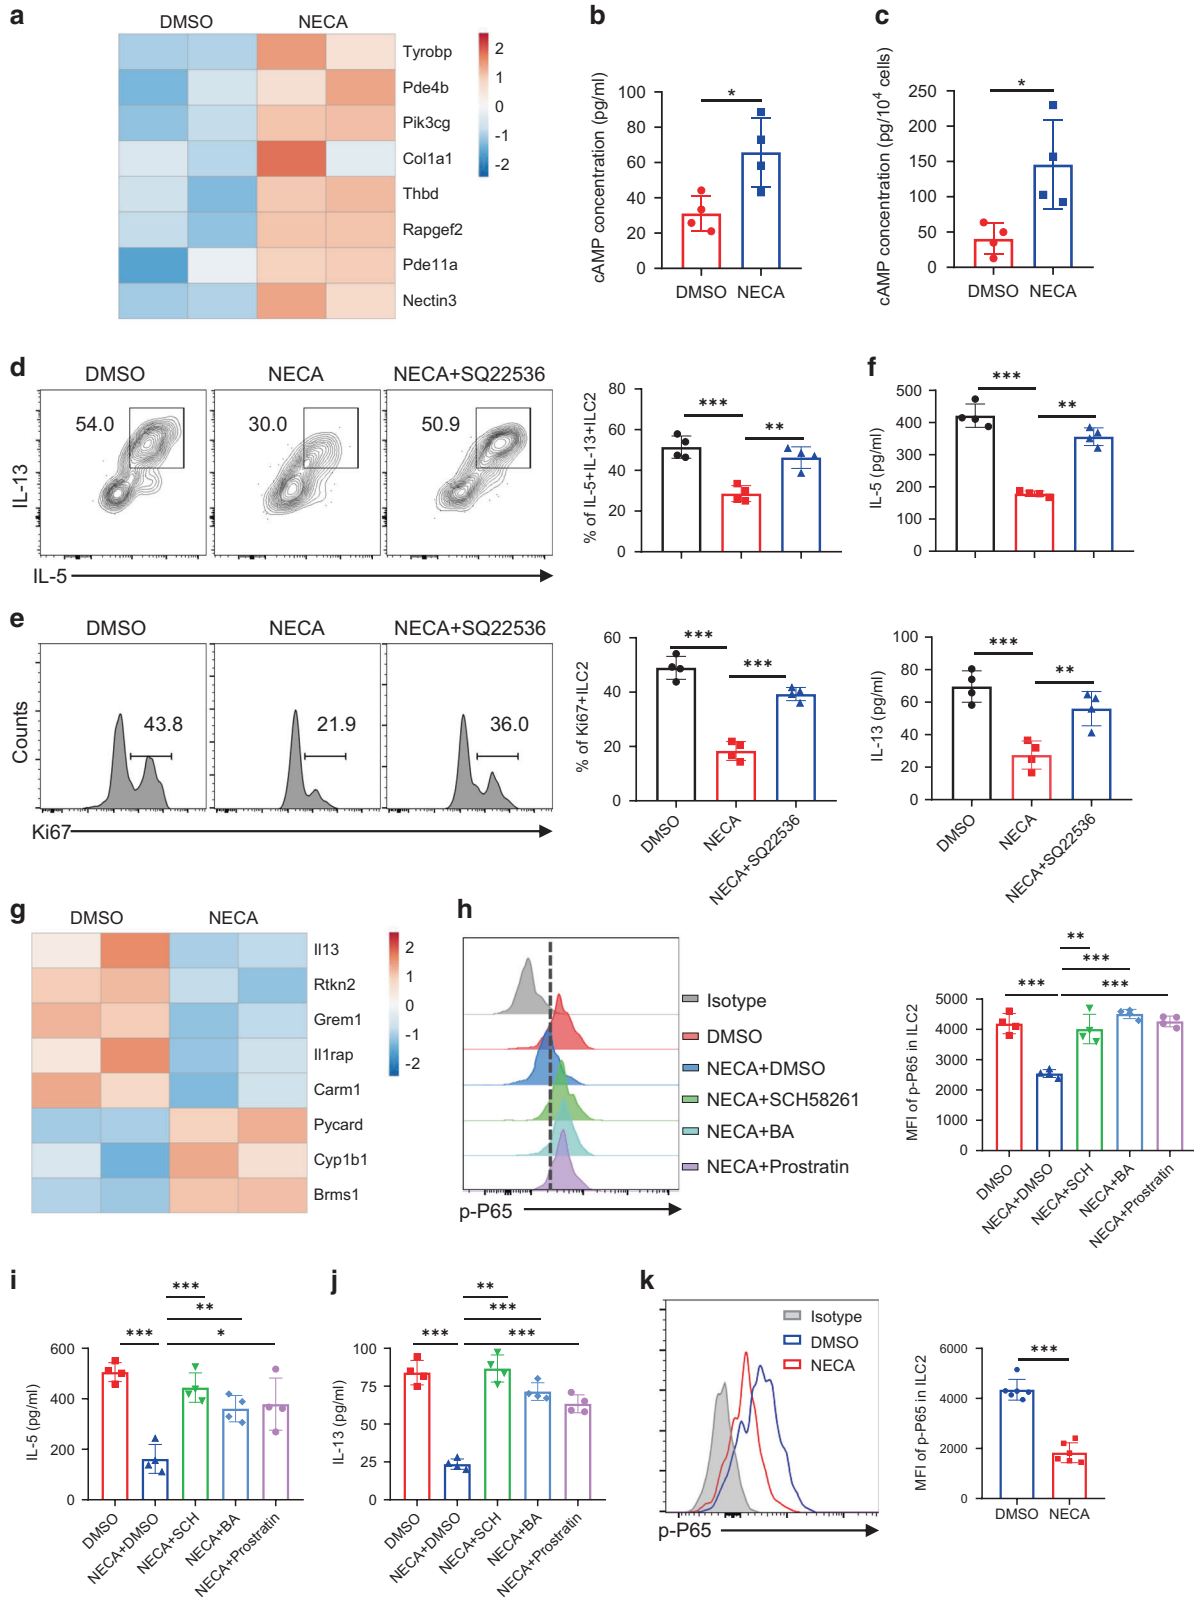 a
DMSO NECA
Tyrobp
Pde4b
Pik3cg
Col1a1
Thbd
Rapgef2
Pde11a
Nectin3
2
1
0
-1
-2
b
cAMP concentration (pg/ml)
100
80
60
40
20
0
*
DMSO NECA
c
cAMP concentration (pg/10⁴ cells)
250
200
150
100
50
0
*
DMSO NECA
d
DMSO NECA NECA+SQ22536
54.0 30.0 50.9
IL-13
IL-5
% of IL-5+IL-13+ILC2
80
60
40
20
0
*** **
f
IL-5 (pg/ml)
500
400
300
200
100
0
*** **
e
DMSO NECA NECA+SQ22536
43.8 21.9 36.0
Counts
Ki67
% of Ki67+ILC2
60
40
20
0
*** ***
DMSO
NECA
NECA+SQ22536
IL-13 (pg/ml)
100
80
60
40
20
0
*** **
DMSO
NECA
NECA+SQ22536
g
DMSO NECA
Il13
Rtkn2
Grem1
Il1rap
Carm1
Pycard
Cyp1b1
Brms1
2
1
0
-1
-2
h
Isotype
DMSO
NECA+DMSO
NECA+SCH58261
NECA+BA
NECA+Prostratin
p-P65
MFI of p-P65 in ILC2
5000
4000
3000
2000
1000
0
**
***
*** ***
DMSO
NECA+DMSO
NECA+SCH
NECA+BA
NECA+Prostratin
i
IL-5 (pg/ml)
600
400
200
0
***
**
*** *
DMSO
NECA+DMSO
NECA+SCH
NECA+BA
NECA+Prostratin
j
IL-13 (pg/ml)
100
75
50
25
0
**
***
*** ***
DMSO
NECA+DMSO
NECA+SCH
NECA+BA
NECA+Prostratin
k
Isotype
DMSO
NECA
p-P65
MFI of p-P65 in ILC2
6000
4000
2000
0
***
DMSO NECA